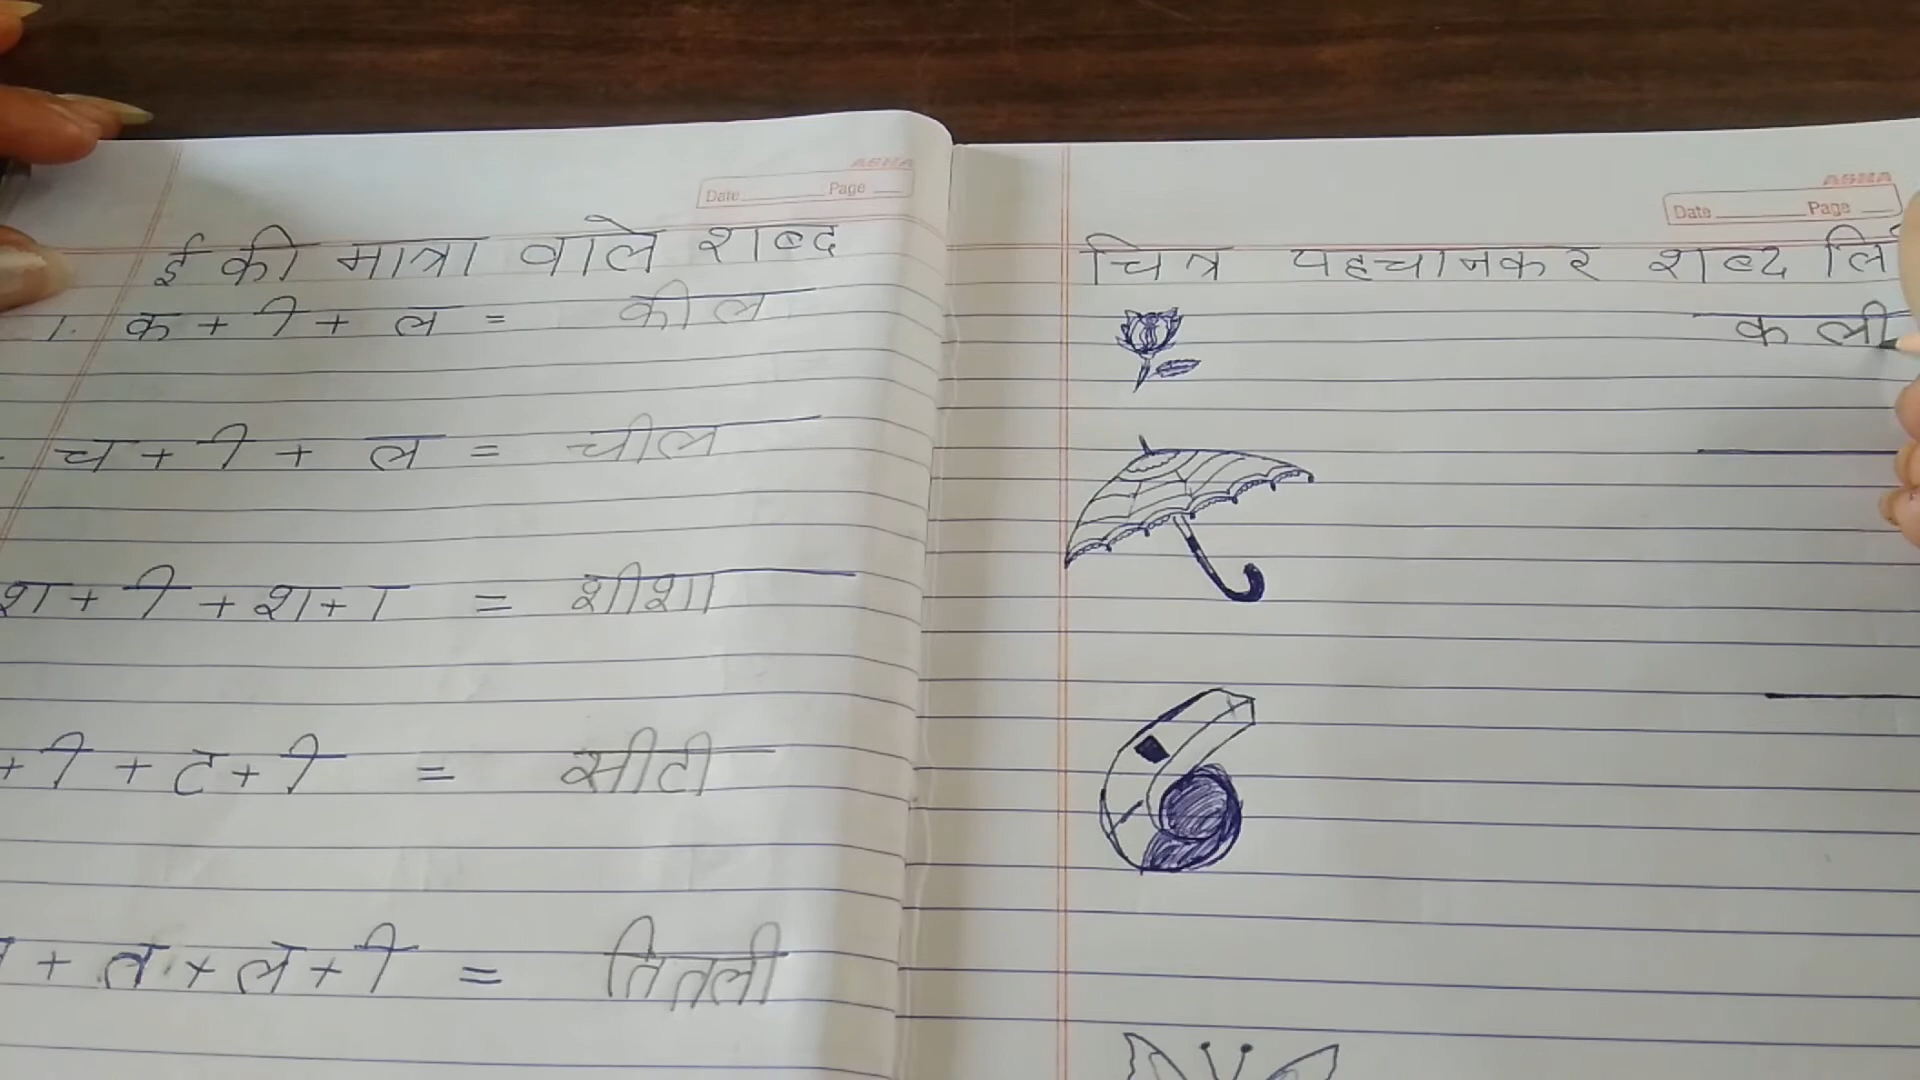 ASHA
Date Page
ई की मात्रा वाले शब्द
1. क + ी + ल = कील
च + ी + ल = चील
श + ी + श + ा = शीशा
+ ी + ट + ी = सीटी
+ त + ल + ी = तितली
ASHA
Date Page
चित्र पहचानकर शब्द लि
कली